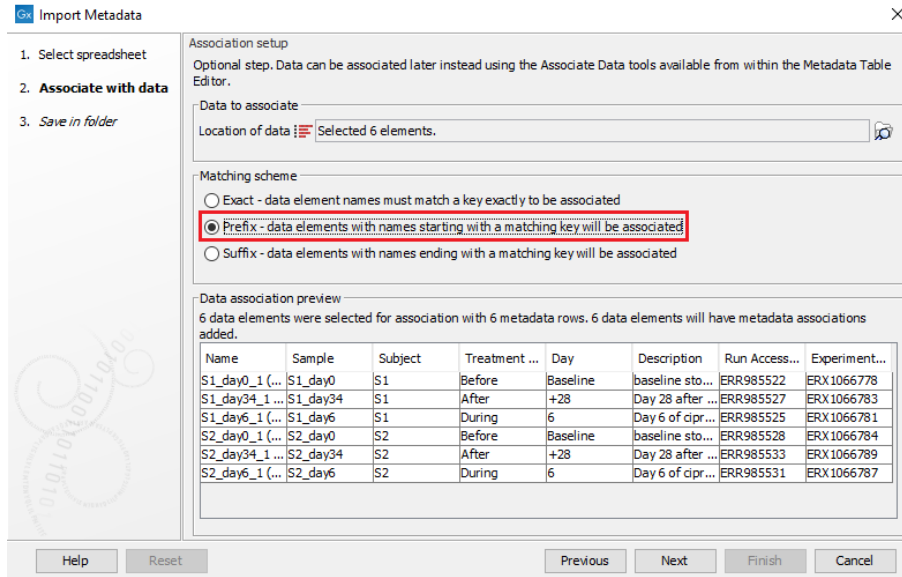 Gx Import Metadata
1. Select spreadsheet
2. Associate with data
3. Save in folder
Association setup
Optional step. Data can be associated later instead using the Associate Data tools available from within the Metadata Table
Editor.
Data to associate
Location of data Selected 6 elements.
Matching scheme
Exact - data element names must match a key exactly to be associated
Prefix - data elements with names starting with a matching key will be associated
Suffix - data elements with names ending with a matching key will be associated
Data association preview
6 data elements were selected for association with 6 metadata rows. 6 data elements will have metadata associations
added.
Name Sample Subject Treatment ... Day Description Run Access... Experiment...
S1_day0_1 (... S1_day0 S1 Before Baseline baseline sto... ERR985522 ERX1066778
S1_day34_1 ... S1_day34 S1 After +28 Day 28 after ... ERR985527 ERX1066783
S1_day6_1 (... S1_day6 S1 During 6 Day 6 of cipr... ERR985525 ERX1066781
S2_day0_1 (... S2_day0 S2 Before Baseline baseline sto... ERR985528 ERX1066784
S2_day34_1 ... S2_day34 S2 After +28 Day 28 after ... ERR985533 ERX1066789
S2_day6_1 (... S2_day6 S2 During 6 Day 6 of cipr... ERR985531 ERX1066787
Help Reset Previous Next Finish Cancel